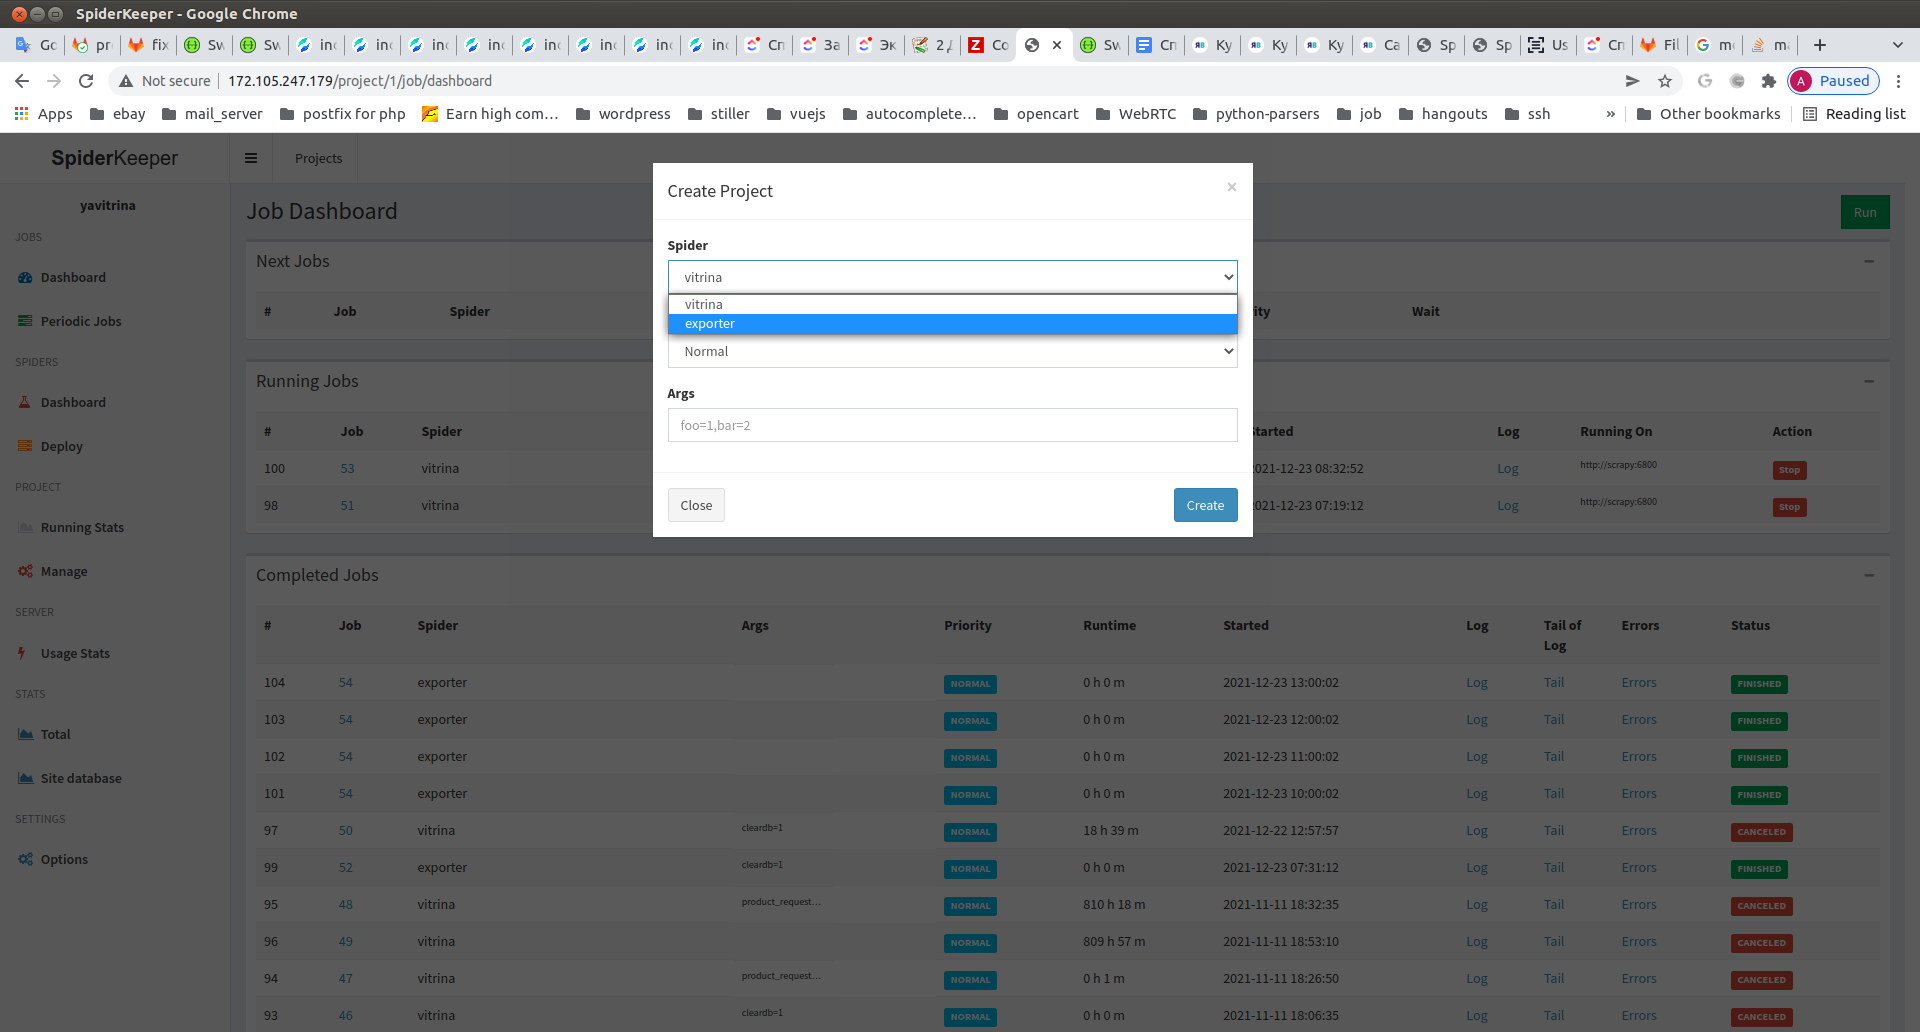 SpiderKeeper - Google Chrome
Go pr fix Sw Sw inc inc inc inc inc inc inc inc Сп За Эк 2 Д Co Sw Сп Ку Ку Ку Ca Sp Sp Us Сп Fil m ma
Not secure 172.105.247.179/project/1/job/dashboard Paused
Apps ebay mail_server postfix for php Earn high com… wordpress stiller vuejs autocomplete… opencart WebRTC python-parsers job hangouts ssh » Other bookmarks Reading list
SpiderKeeper Projects
yavitrina
JOBS
Dashboard
Periodic Jobs
SPIDERS
Dashboard
Deploy
PROJECT
Running Stats
Manage
SERVER
Usage Stats
STATS
Total
Site database
SETTINGS
Options
Job Dashboard Run
Next Jobs
# Job Spider ity Wait
Running Jobs
# Job Spider Started Log Running On Action
100 53 vitrina 2021-12-23 08:32:52 Log http://scrapy:6800 Stop
98 51 vitrina 2021-12-23 07:19:12 Log http://scrapy:6800 Stop
Create Project ×
Spider
vitrina
vitrina
exporter
Normal
Args
foo=1,bar=2
Close Create
Completed Jobs
# Job Spider Args Priority Runtime Started Log Tail of Log Errors Status
104 54 exporter NORMAL 0 h 0 m 2021-12-23 13:00:02 Log Tail Errors FINISHED
103 54 exporter NORMAL 0 h 0 m 2021-12-23 12:00:02 Log Tail Errors FINISHED
102 54 exporter NORMAL 0 h 0 m 2021-12-23 11:00:02 Log Tail Errors FINISHED
101 54 exporter NORMAL 0 h 0 m 2021-12-23 10:00:02 Log Tail Errors FINISHED
97 50 vitrina cleardb=1 NORMAL 18 h 39 m 2021-12-22 12:57:57 Log Tail Errors CANCELED
99 52 exporter cleardb=1 NORMAL 0 h 0 m 2021-12-23 07:31:12 Log Tail Errors FINISHED
95 48 vitrina product_request… NORMAL 810 h 18 m 2021-11-11 18:32:35 Log Tail Errors CANCELED
96 49 vitrina NORMAL 809 h 57 m 2021-11-11 18:53:10 Log Tail Errors CANCELED
94 47 vitrina product_request… NORMAL 0 h 1 m 2021-11-11 18:26:50 Log Tail Errors CANCELED
93 46 vitrina cleardb=1 NORMAL 0 h 0 m 2021-11-11 18:06:35 Log Tail Errors CANCELED